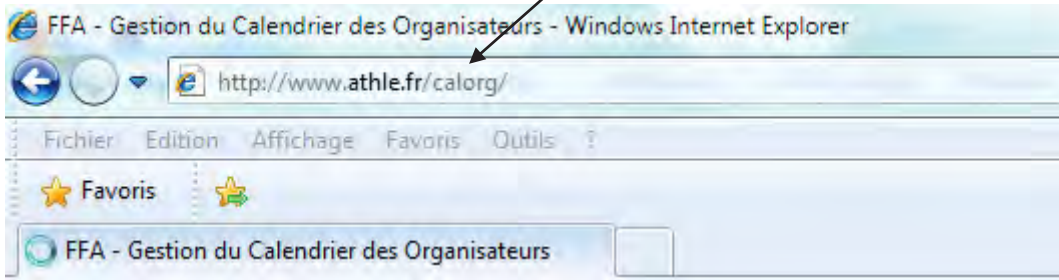 FFA - Gestion du Calendrier des Organisateurs - Windows Internet Explorer
http://www.athle.fr/calorg/
Fichier Edition Affichage Favoris Outils ?
Favoris
FFA - Gestion du Calendrier des Organisateurs